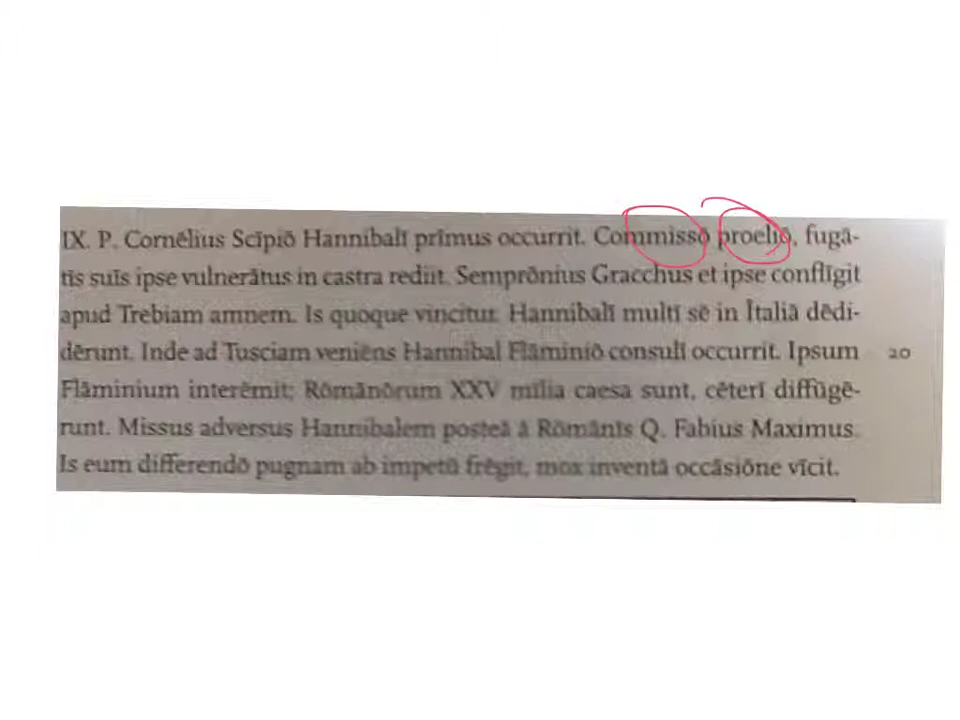 IX. P. Cornēlius Scīpiō Hannibalī prīmus occurrit. Commissō proeliō, fugā-
tīs suīs ipse vulnerātus in castra rediit. Semprōnius Gracchus et ipse cōnflīgit
apud Trebiam amnem. Is quoque vincitur. Hannibalī multī sē in Ītaliā dēdi-
dērunt. Inde ad Tusciam veniēns Hannibal Flāminiō cōnsulī occurrit. Ipsum 20
Flāminium interēmit; Rōmānōrum XXV mīlia caesa sunt, cēterī diffūgē-
runt. Missus adversus Hannibalem posteā ā Rōmānīs Q. Fabius Maximus.
Is eum differendō pugnam ab impetū frēgit, mox inventā occāsiōne vīcit.